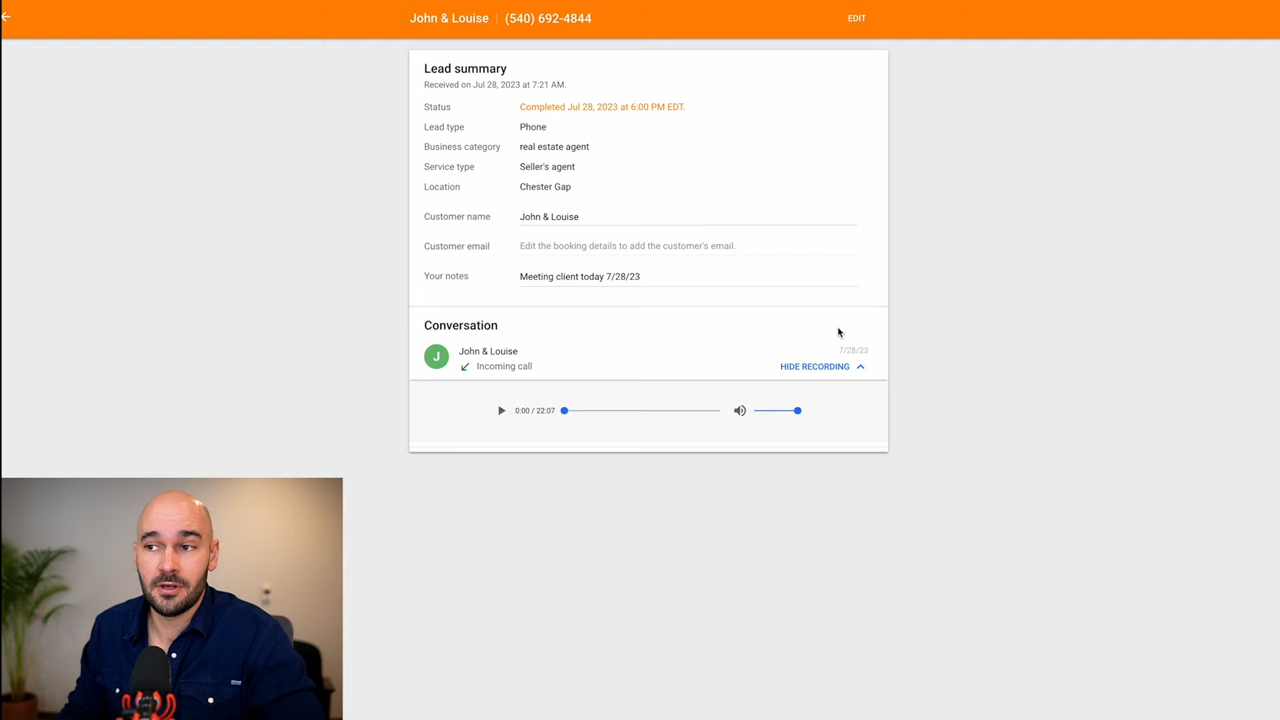 John & Louise | (540) 692-4844 EDIT
Lead summary
Received on Jul 28, 2023 at 7:21 AM.
Status Completed Jul 28, 2023 at 6:00 PM EDT.
Lead type Phone
Business category real estate agent
Service type Seller's agent
Location Chester Gap
Customer name John & Louise
Customer email Edit the booking details to add the customer's email.
Your notes Meeting client today 7/28/23
Conversation
J John & Louise 7/28/23
Incoming call HIDE RECORDING
0:00 / 22:07